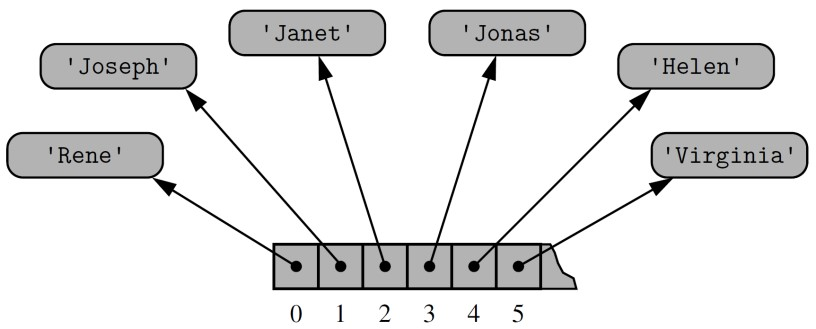 'Janet' 'Jonas'
'Joseph' 'Helen'
'Rene' 'Virginia'
0 1 2 3 4 5